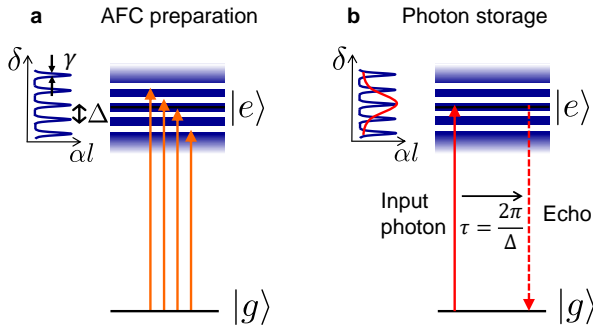 a AFC preparation
δ
γ
Δ
αl
|e⟩
|g⟩
b Photon storage
δ
αl
|e⟩
Input
photon
τ = 2π/Δ
Echo
|g⟩